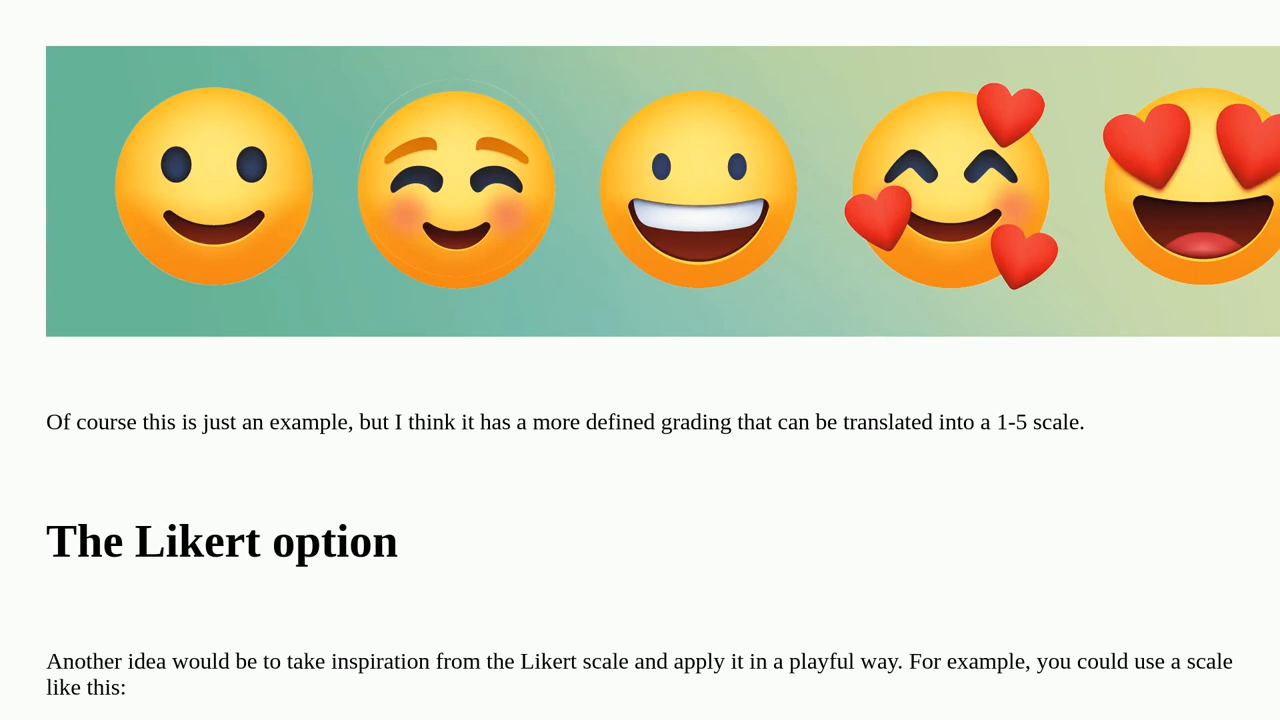 Of course this is just an example, but I think it has a more defined grading that can be translated into a 1-5 scale.
The Likert option
Another idea would be to take inspiration from the Likert scale and apply it in a playful way. For example, you could use a scale
like this: